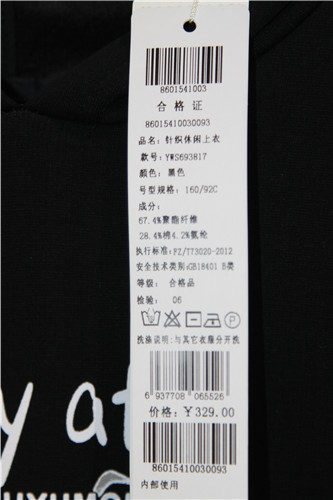 8601541003
合格证
86015410030093
品名：针织休闲上衣
款号：YWS693817
颜色：黑色
号型规格：160/92C
成分：
67.4%聚酯纤维
28.4%棉4.2%氨纶
执行标准：FZ/T73020-2012
安全技术类别：GB18401 B类
等级： 合格品
检验： 06
洗涤说明：与其它衣服分开洗
6 937708 065526
价格：￥329.00
86015410030093
内部使用
y at